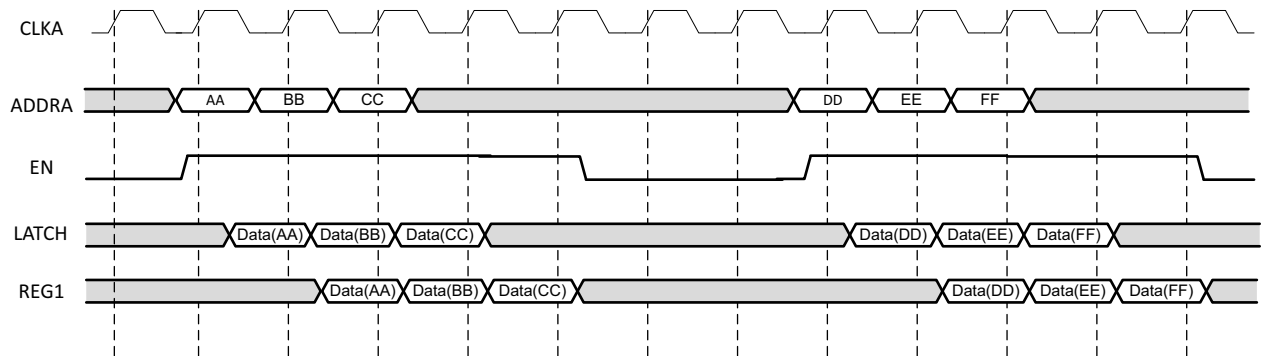 CLKA
ADDRA AA BB CC DD EE FF
EN
LATCH Data(AA) Data(BB) Data(CC) Data(DD) Data(EE) Data(FF)
REG1 Data(AA) Data(BB) Data(CC) Data(DD) Data(EE) Data(FF)